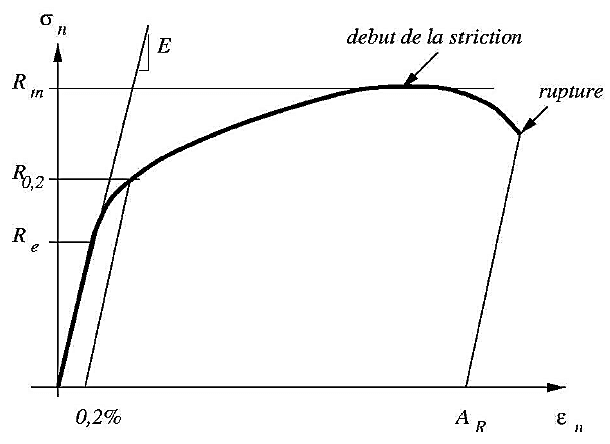 σ n
E
debut de la striction
R m
rupture
R 0,2
R e
0,2%
A R
ε n